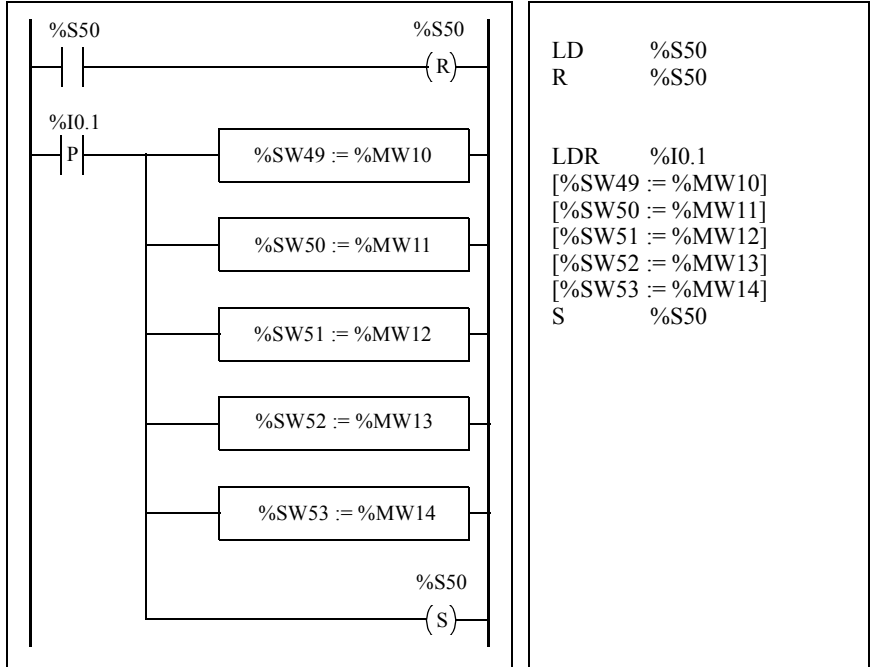 %S50 %S50
R
%I0.1
P
%SW49 := %MW10
%SW50 := %MW11
%SW51 := %MW12
%SW52 := %MW13
%SW53 := %MW14
%S50
S
LD %S50
R %S50
LDR %I0.1
[%SW49 := %MW10]
[%SW50 := %MW11]
[%SW51 := %MW12]
[%SW52 := %MW13]
[%SW53 := %MW14]
S %S50